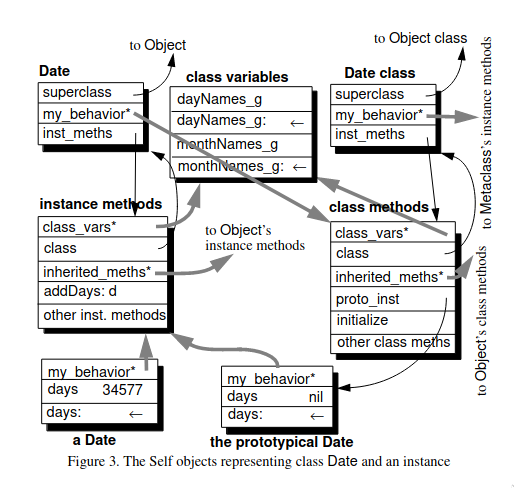 to Object
to Object class
Date
superclass
my_behavior*
inst_meths
class variables
dayNames_g
dayNames_g: ←
monthNames_g
monthNames_g: ←
Date class
superclass
my_behavior*
inst_meths
to Metaclass's instance methods
instance methods
class_vars*
class
inherited_meths*
addDays: d
other inst. methods
to Object's
instance methods
class methods
class_vars*
class
inherited_meths*
proto_inst
initialize
other class meths
to Object's class methods
my_behavior*
days 34577
days: ←
a Date
my_behavior*
days nil
days: ←
the prototypical Date
Figure 3. The Self objects representing class Date and an instance